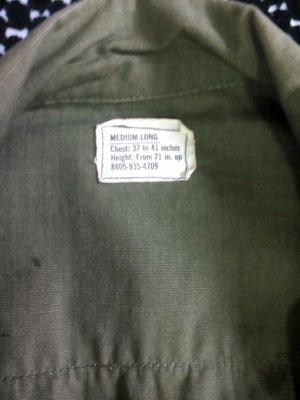 MEDIUM-LONG
Chest: 37 to 41 inches
Height: From 71 in. up
8405-935-4709